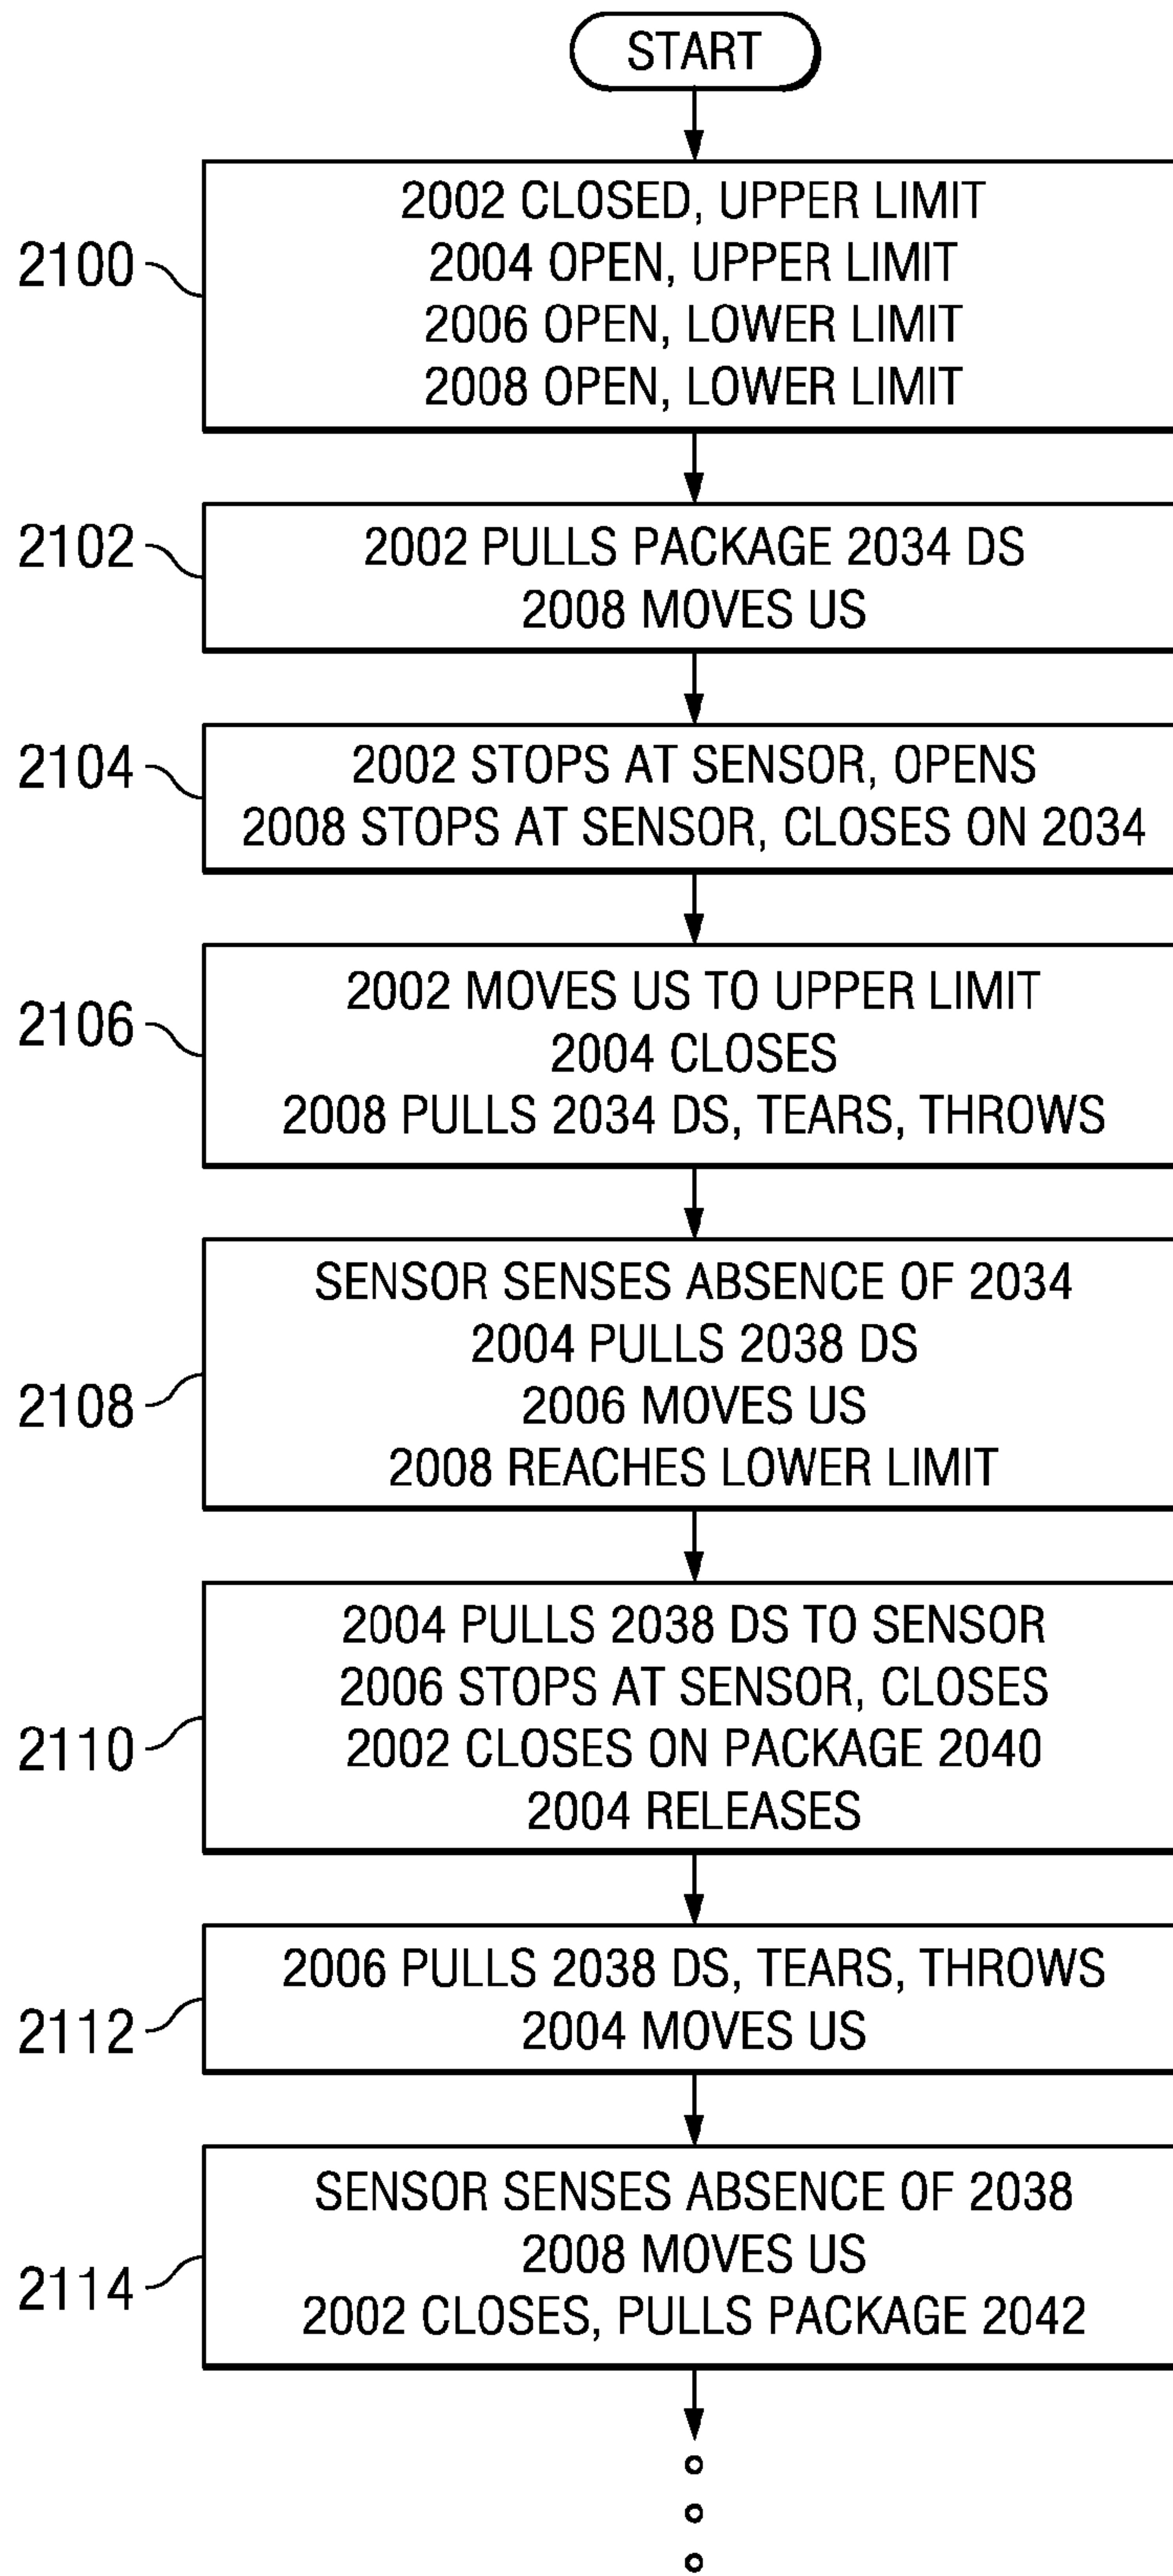 START
2100
2002 CLOSED, UPPER LIMIT
2004 OPEN, UPPER LIMIT
2006 OPEN, LOWER LIMIT
2008 OPEN, LOWER LIMIT
2102
2002 PULLS PACKAGE 2034 DS
2008 MOVES US
2104
2002 STOPS AT SENSOR, OPENS
2008 STOPS AT SENSOR, CLOSES ON 2034
2106
2002 MOVES US TO UPPER LIMIT
2004 CLOSES
2008 PULLS 2034 DS, TEARS, THROWS
2108
SENSOR SENSES ABSENCE OF 2034
2004 PULLS 2038 DS
2006 MOVES US
2008 REACHES LOWER LIMIT
2110
2004 PULLS 2038 DS TO SENSOR
2006 STOPS AT SENSOR, CLOSES
2002 CLOSES ON PACKAGE 2040
2004 RELEASES
2112
2006 PULLS 2038 DS, TEARS, THROWS
2004 MOVES US
2114
SENSOR SENSES ABSENCE OF 2038
2008 MOVES US
2002 CLOSES, PULLS PACKAGE 2042